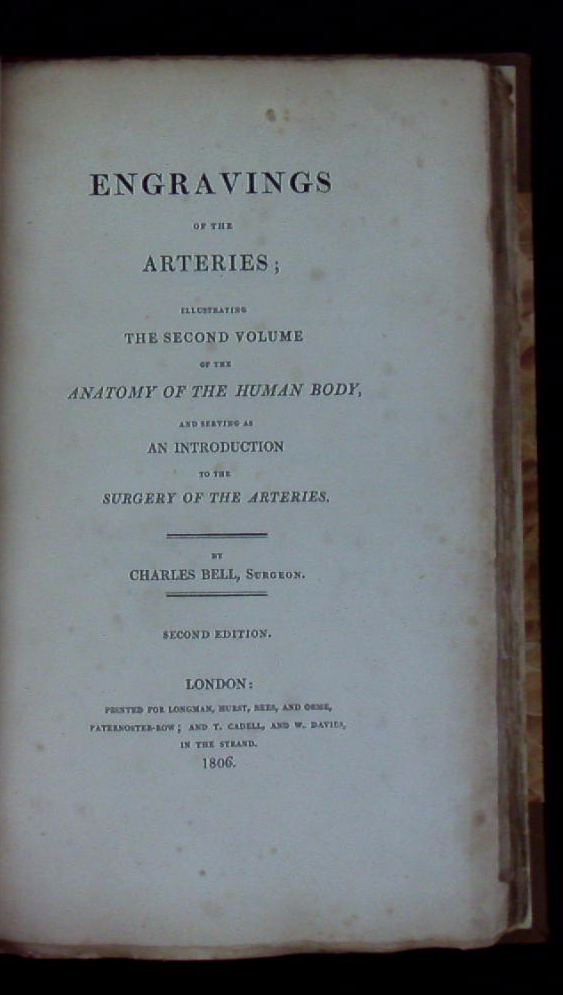 ENGRAVINGS
OF THE
ARTERIES;
ILLUSTRATING
THE SECOND VOLUME
OF THE
ANATOMY OF THE HUMAN BODY,
AND SERVING AS
AN INTRODUCTION
TO THE
SURGERY OF THE ARTERIES.
BY
CHARLES BELL, SURGEON.
SECOND EDITION.
LONDON:
PRINTED FOR LONGMAN, HURST, REES, AND ORME,
PATERNOSTER-ROW; AND T. CADELL, AND W. DAVIES,
IN THE STRAND.
1806.